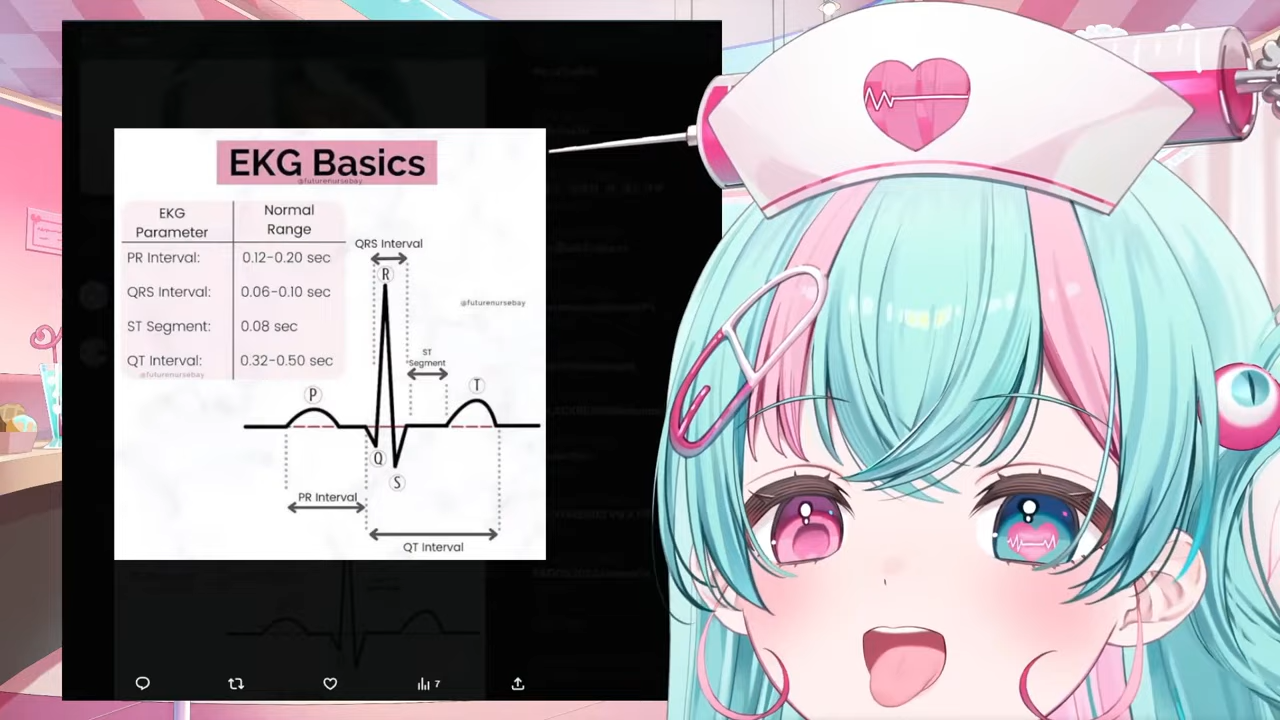 EKG Basics
@futurenursebay
EKG
Parameter
Normal
Range
PR Interval:
0.12-0.20 sec
QRS Interval:
0.06-0.10 sec
ST Segment:
0.08 sec
QT Interval:
0.32-0.50 sec
@futurenursebay
QRS Interval
R
@futurenursebay
ST
Segment
P
T
Q
S
PR Interval
QT Interval
7